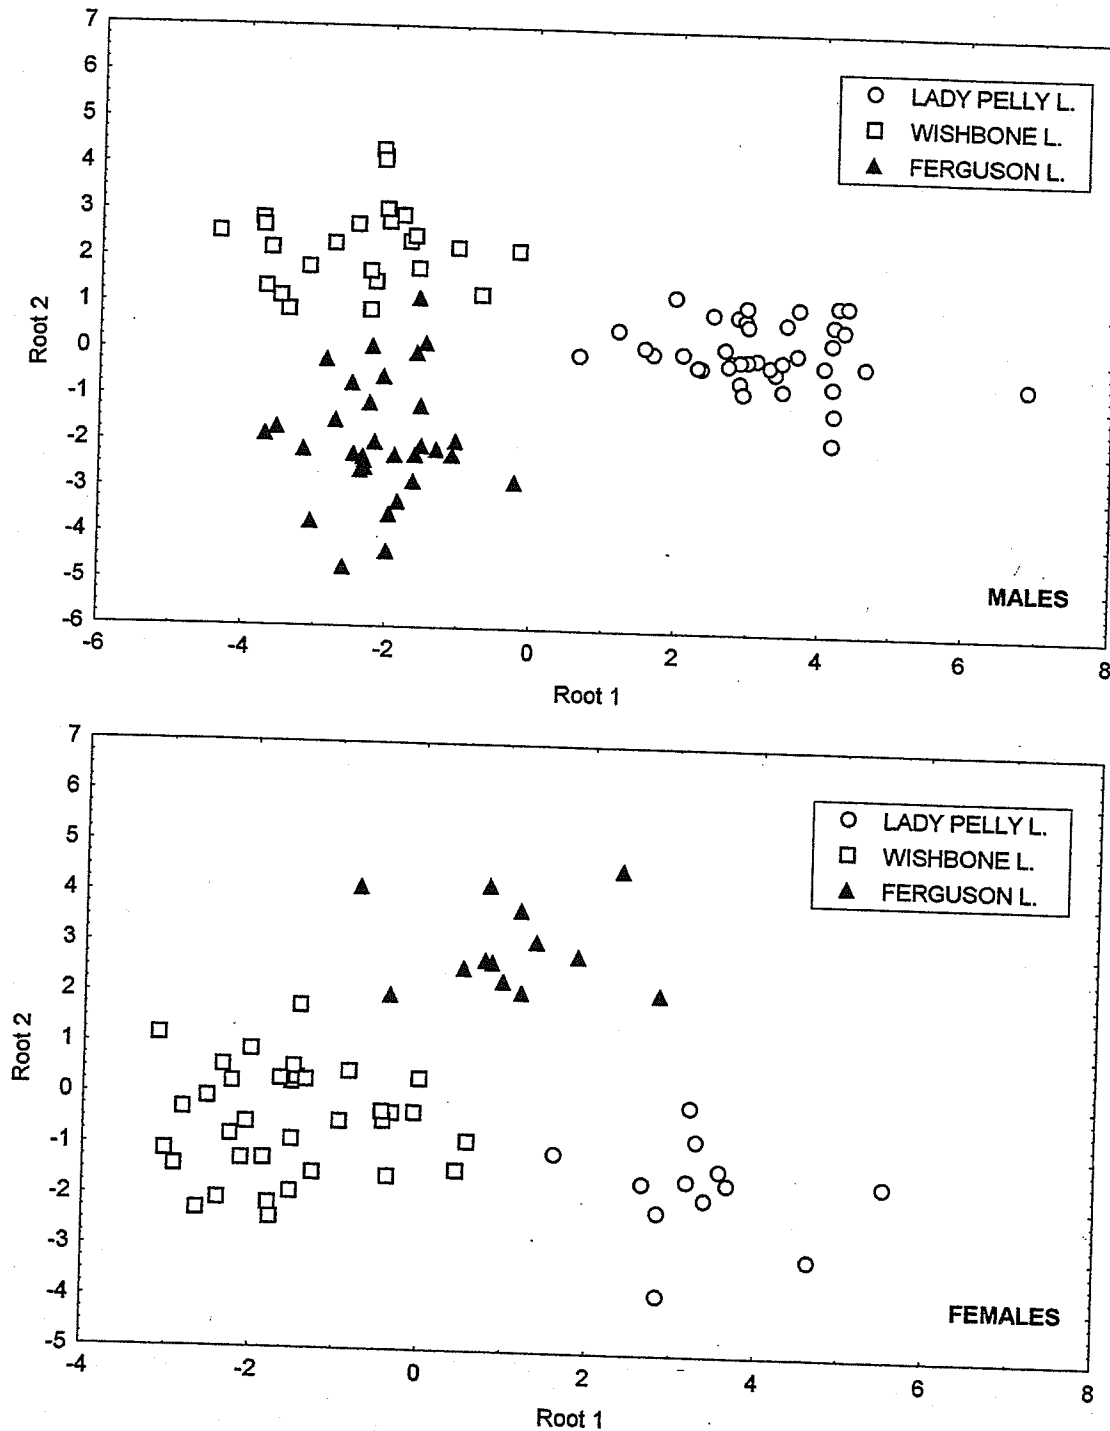 7
6
5
4
3
2
1
0
-1
-2
-3
-4
-5
-6
Root 2
LADY PELLY L.
WISHBONE L.
FERGUSON L.
MALES
-6 -4 -2 0 2 4 6 8
Root 1
7
6
5
4
3
2
1
0
-1
-2
-3
-4
-5
Root 2
LADY PELLY L.
WISHBONE L.
FERGUSON L.
FEMALES
-4 -2 0 2 4 6 8
Root 1